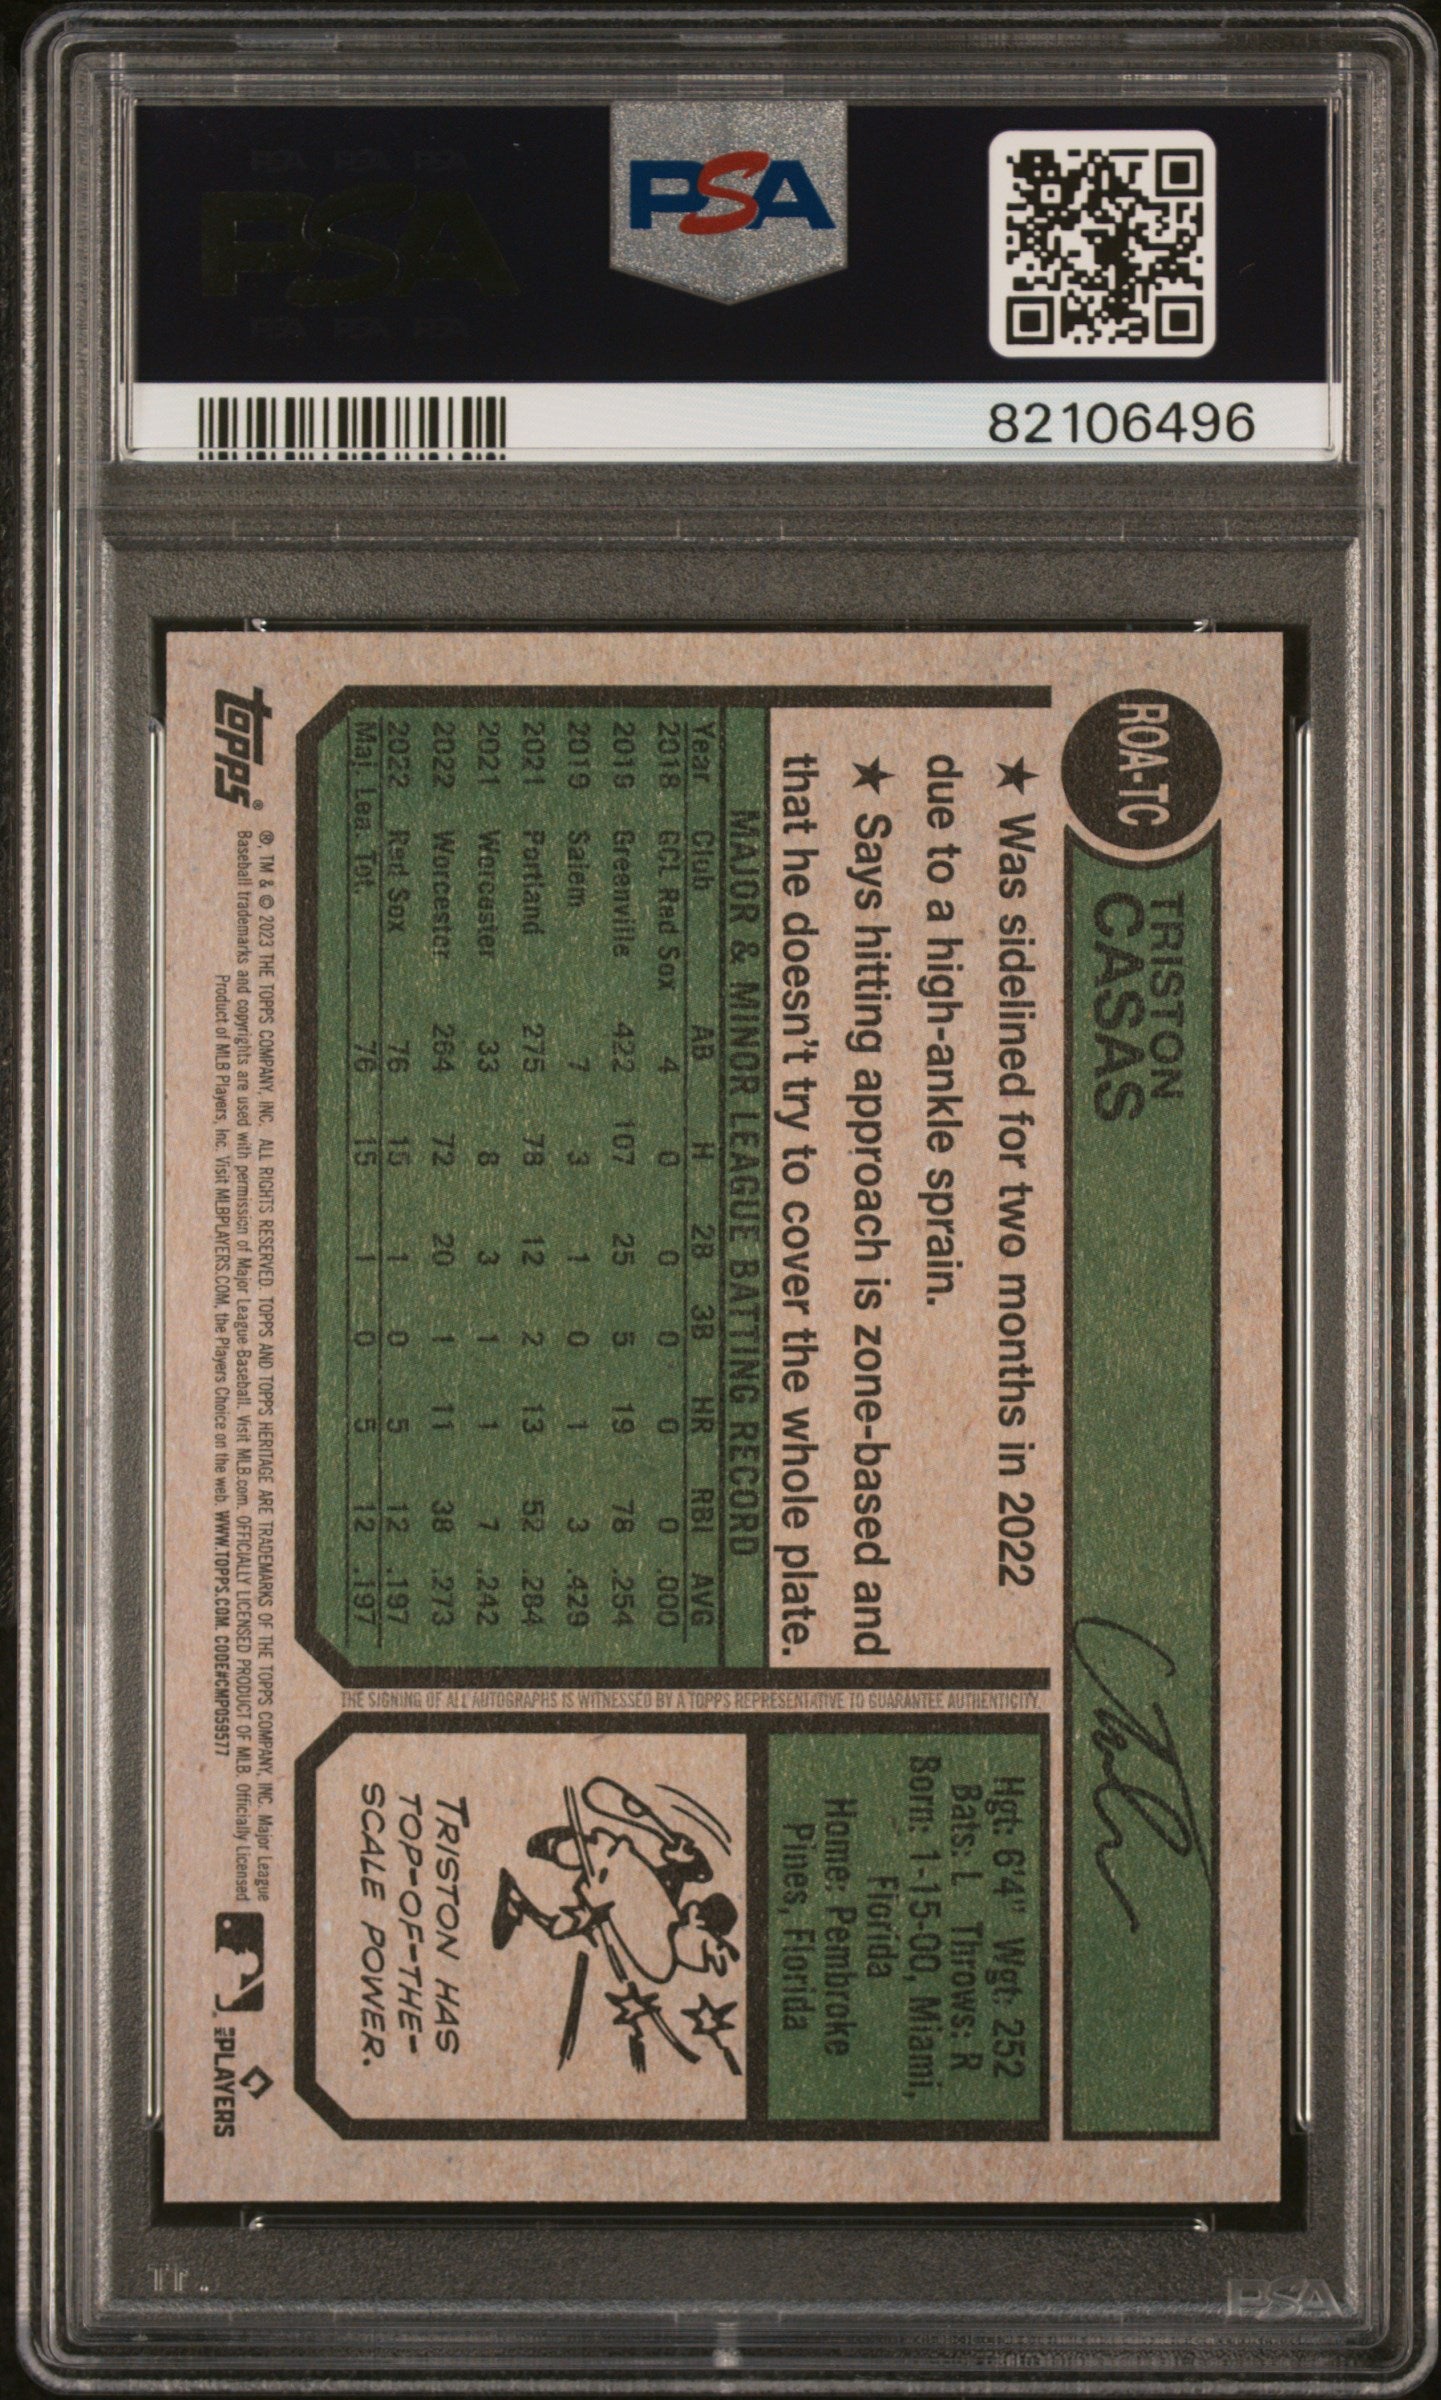 PSA PSA PSA
PSA
PSA PSA PSA
PSA
82106496
ROA-TC
TRISTON
CASAS
★ Was sidelined for two months in 2022
due to a high-ankle sprain.
★ Says hitting approach is zone-based and
that he doesn't try to cover the whole plate.
MAJOR & MINOR LEAGUE BATTING RECORD
Year Club AB H 2B 3B HR RBI AVG
2018 GCL Red Sox 4 0 0 0 0 0 .000
2019 Greenville 422 107 25 5 19 78 .254
2019 Salem 7 3 1 0 1 3 .429
2021 Portland 275 78 12 2 13 52 .284
2021 Worcester 33 8 3 1 1 7 .242
2022 Worcester 264 72 20 1 11 38 .273
2022 Red Sox 76 15 1 0 5 12 .197
Maj. Lea. Tot. 76 15 1 0 5 12 .197
THE SIGNING OF ALL AUTOGRAPHS IS WITNESSED BY A TOPPS REPRESENTATIVE TO GUARANTEE AUTHENTICITY.
Hgt: 6'4" Wgt: 252
Bats: L Throws: R
Born: 1-15-00, Miami,
Florida
Home: Pembroke
Pines, Florida
TRISTON HAS
TOP-OF-THE-
SCALE POWER.
topps®
®, TM & © 2023 THE TOPPS COMPANY, INC. ALL RIGHTS RESERVED. TOPPS AND TOPPS HERITAGE ARE TRADEMARKS OF THE TOPPS COMPANY, INC. Major League
Baseball trademarks and copyrights are used with permission of Major League Baseball. Visit MLB.com. OFFICIALLY LICENSED PRODUCT OF MLB. Officially Licensed
Product of MLB Players, Inc. Visit MLBPLAYERS.COM, the Players Choice on the web. WWW.TOPPS.COM. CODE#CMP059577
MLB PLAYERS
TT.
PSA